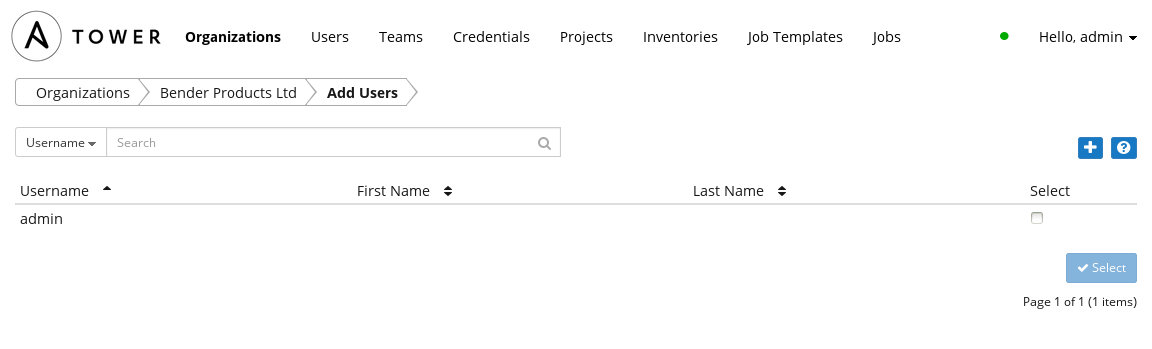 TOWER Organizations Users Teams Credentials Projects Inventories Job Templates Jobs Hello, admin
Organizations Bender Products Ltd Add Users
Username Search
Username First Name Last Name Select
admin
Select
Page 1 of 1 (1 items)